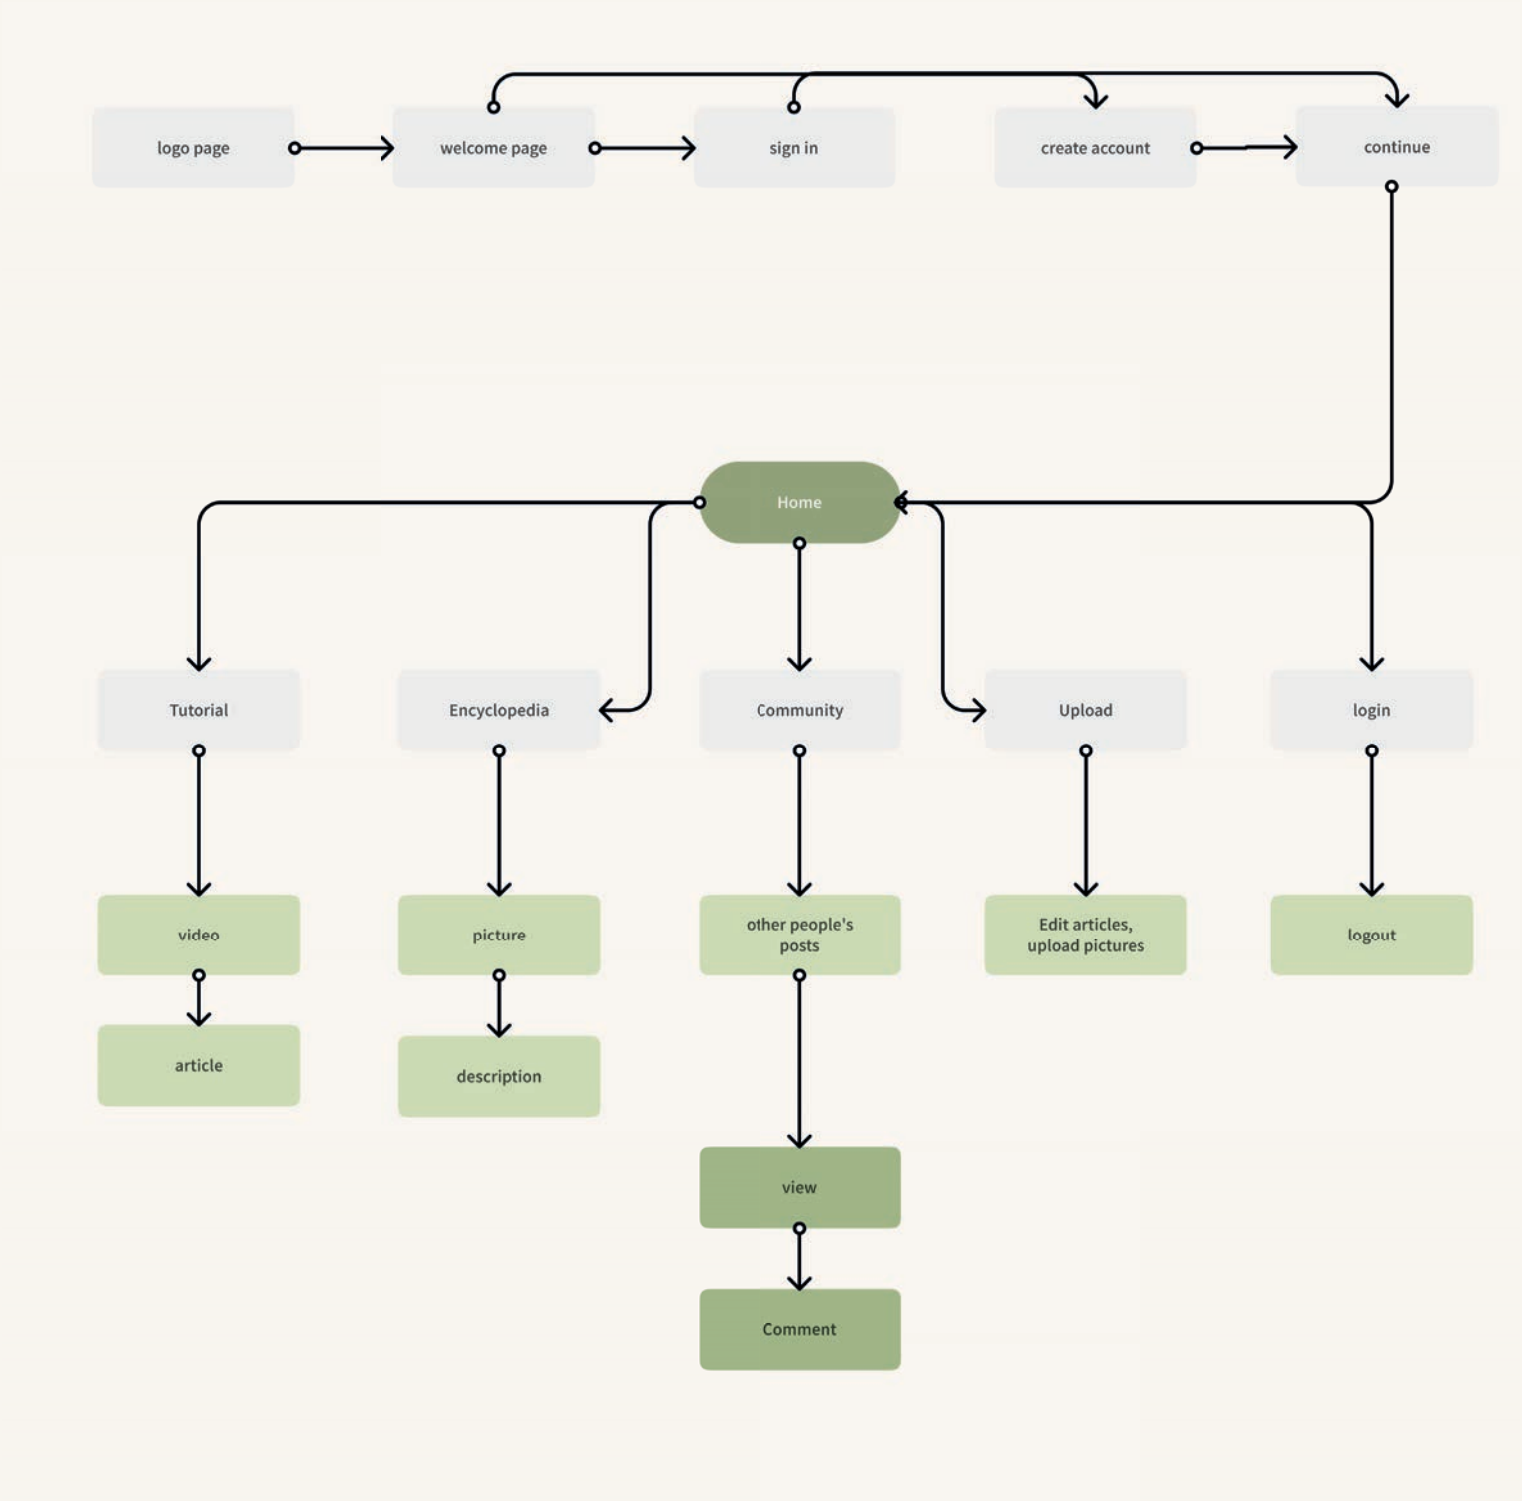 logo page
welcome page
sign in
create account
continue
Home
Tutorial
Encyclopedia
Community
Upload
login
video
picture
other people's
posts
Edit articles,
upload pictures
logout
article
description
view
Comment